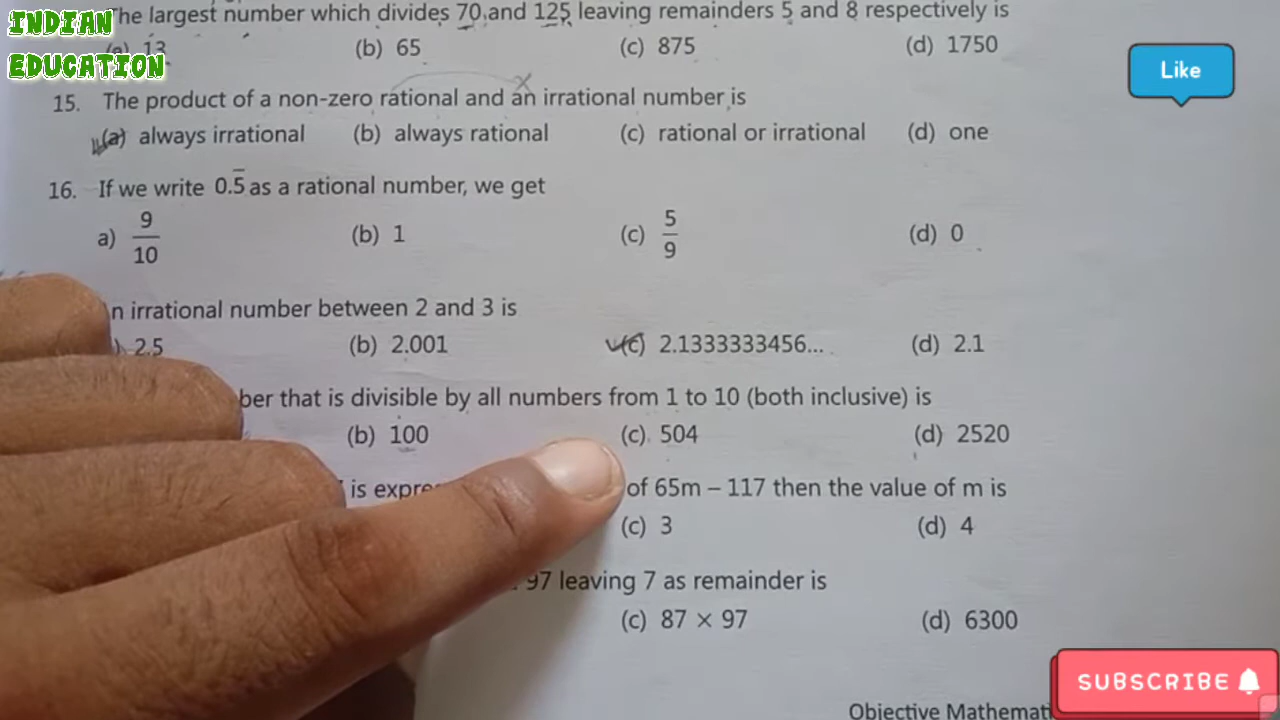 INDIAN
EDUCATION
The largest number which divides 70 and 125 leaving remainders 5 and 8 respectively is
(a) 13 (b) 65 (c) 875 (d) 1750
Like
15. The product of a non-zero rational and an irrational number is
(a) always irrational (b) always rational (c) rational or irrational (d) one
16. If we write 0.5̅ as a rational number, we get
a) 9/10 (b) 1 (c) 5/9 (d) 0
n irrational number between 2 and 3 is
) 2.5 (b) 2.001 (c) 2.1333333456... (d) 2.1
ber that is divisible by all numbers from 1 to 10 (both inclusive) is
(b) 100 (c) 504 (d) 2520
is expre of 65m – 117 then the value of m is
(c) 3 (d) 4
97 leaving 7 as remainder is
(c) 87 × 97 (d) 6300
SUBSCRIBE
Objective Mathemati